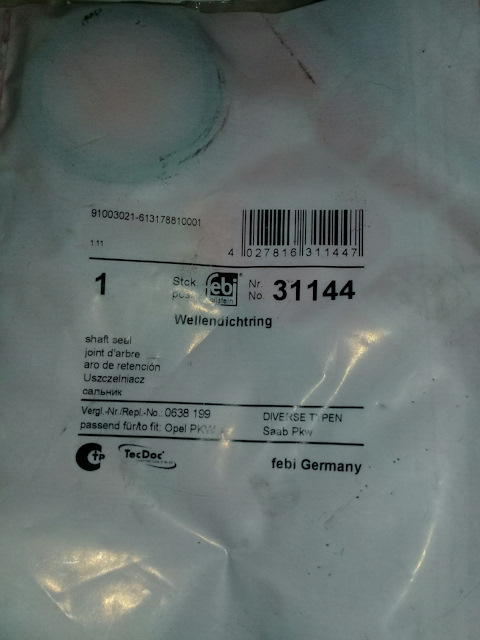 91003021-613178810001
1.11
4 027816 311447
1 Stck. febi Nr. 31144
No.
bilstein
Wellendichtring
shaft seal
joint d'arbre
aro de retención
Uszczelniacz
сальник
Vergl.-Nr./Repl.-No.: 0638 199 DIVERSE TYPEN
passend für/to fit: Opel PKW Saab Pkw
TecDoc
febi Germany